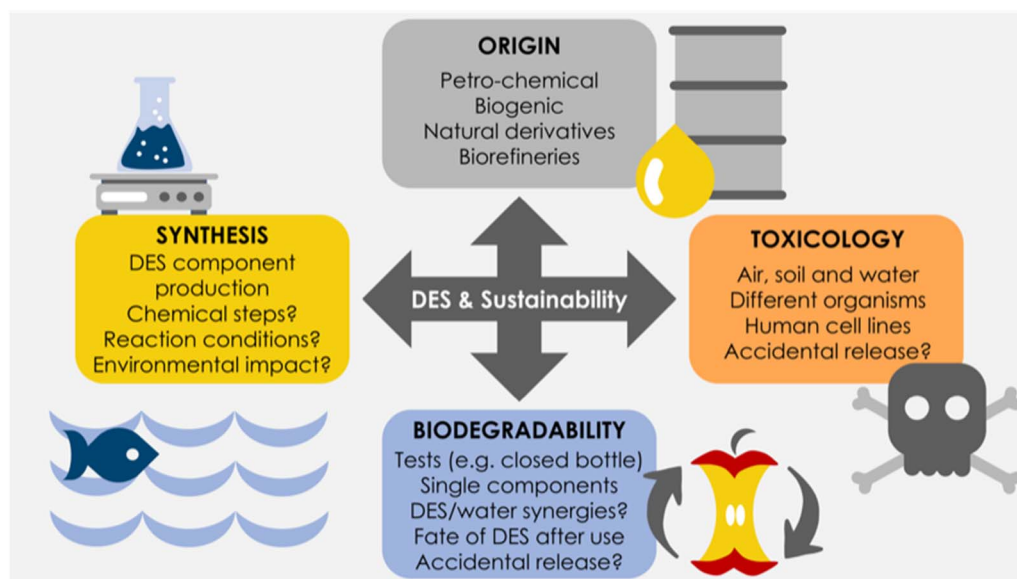 ORIGIN
Petro-chemical
Biogenic
Natural derivatives
Biorefineries
SYNTHESIS
DES component
production
Chemical steps?
Reaction conditions?
Environmental impact?
DES & Sustainability
TOXICOLOGY
Air, soil and water
Different organisms
Human cell lines
Accidental release?
BIODEGRADABILITY
Tests (e.g. closed bottle)
Single components
DES/water synergies?
Fate of DES after use
Accidental release?